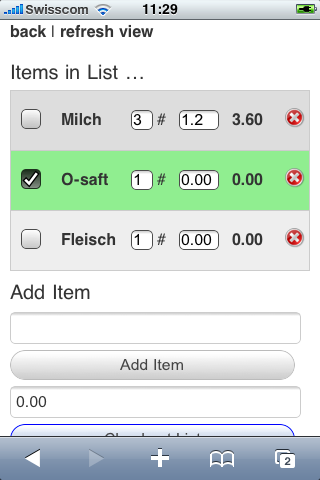 Swisscom 11:29
back | refresh view
Items in List ...
Milch 3 # 1.2 3.60
O-saft 1 # 0.00 0.00
Fleisch 1 # 0.00 0.00
Add Item
Add Item
0.00
2